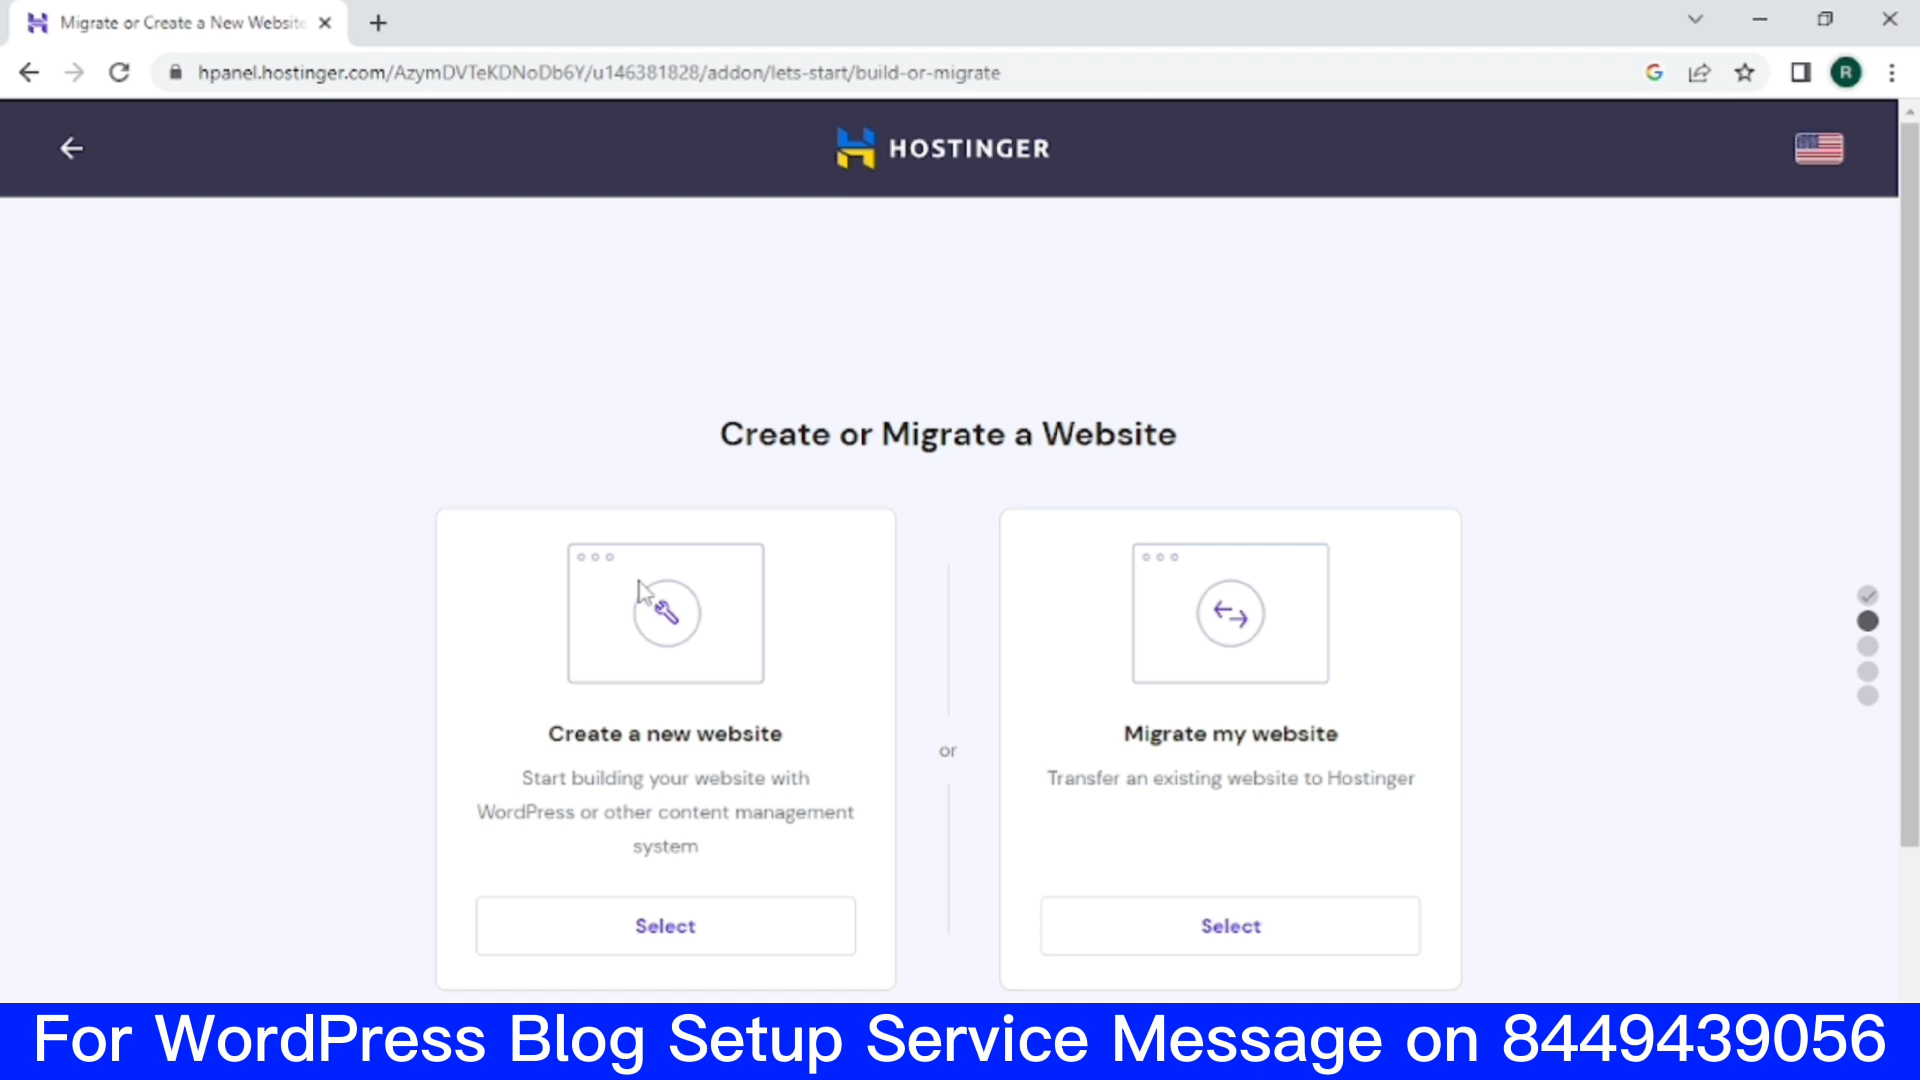 Migrate or Create a New Website
hpanel.hostinger.com/AzymDVTeKDNoDb6Y/u146381828/addon/lets-start/build-or-migrate
R
HOSTINGER
Create or Migrate a Website
Create a new website
Start building your website with
WordPress or other content management
system
Select
or
Migrate my website
Transfer an existing website to Hostinger
Select
For WordPress Blog Setup Service Message on 8449439056